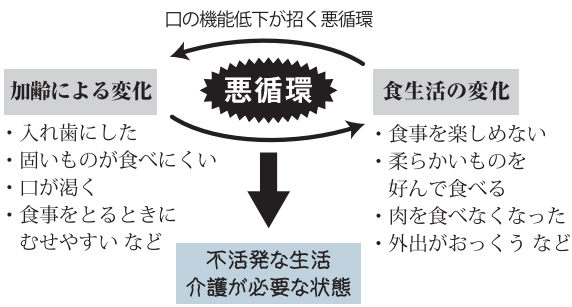 口の機能低下が招く悪循環
悪循環
加齢による変化
・入れ歯にした
・固いものが食べにくい
・口が渇く
・食事をとるときに
むせやすい など
食生活の変化
・食事を楽しめない
・柔らかいものを
好んで食べる
・肉を食べなくなった
・外出がおっくう など
不活発な生活
介護が必要な状態